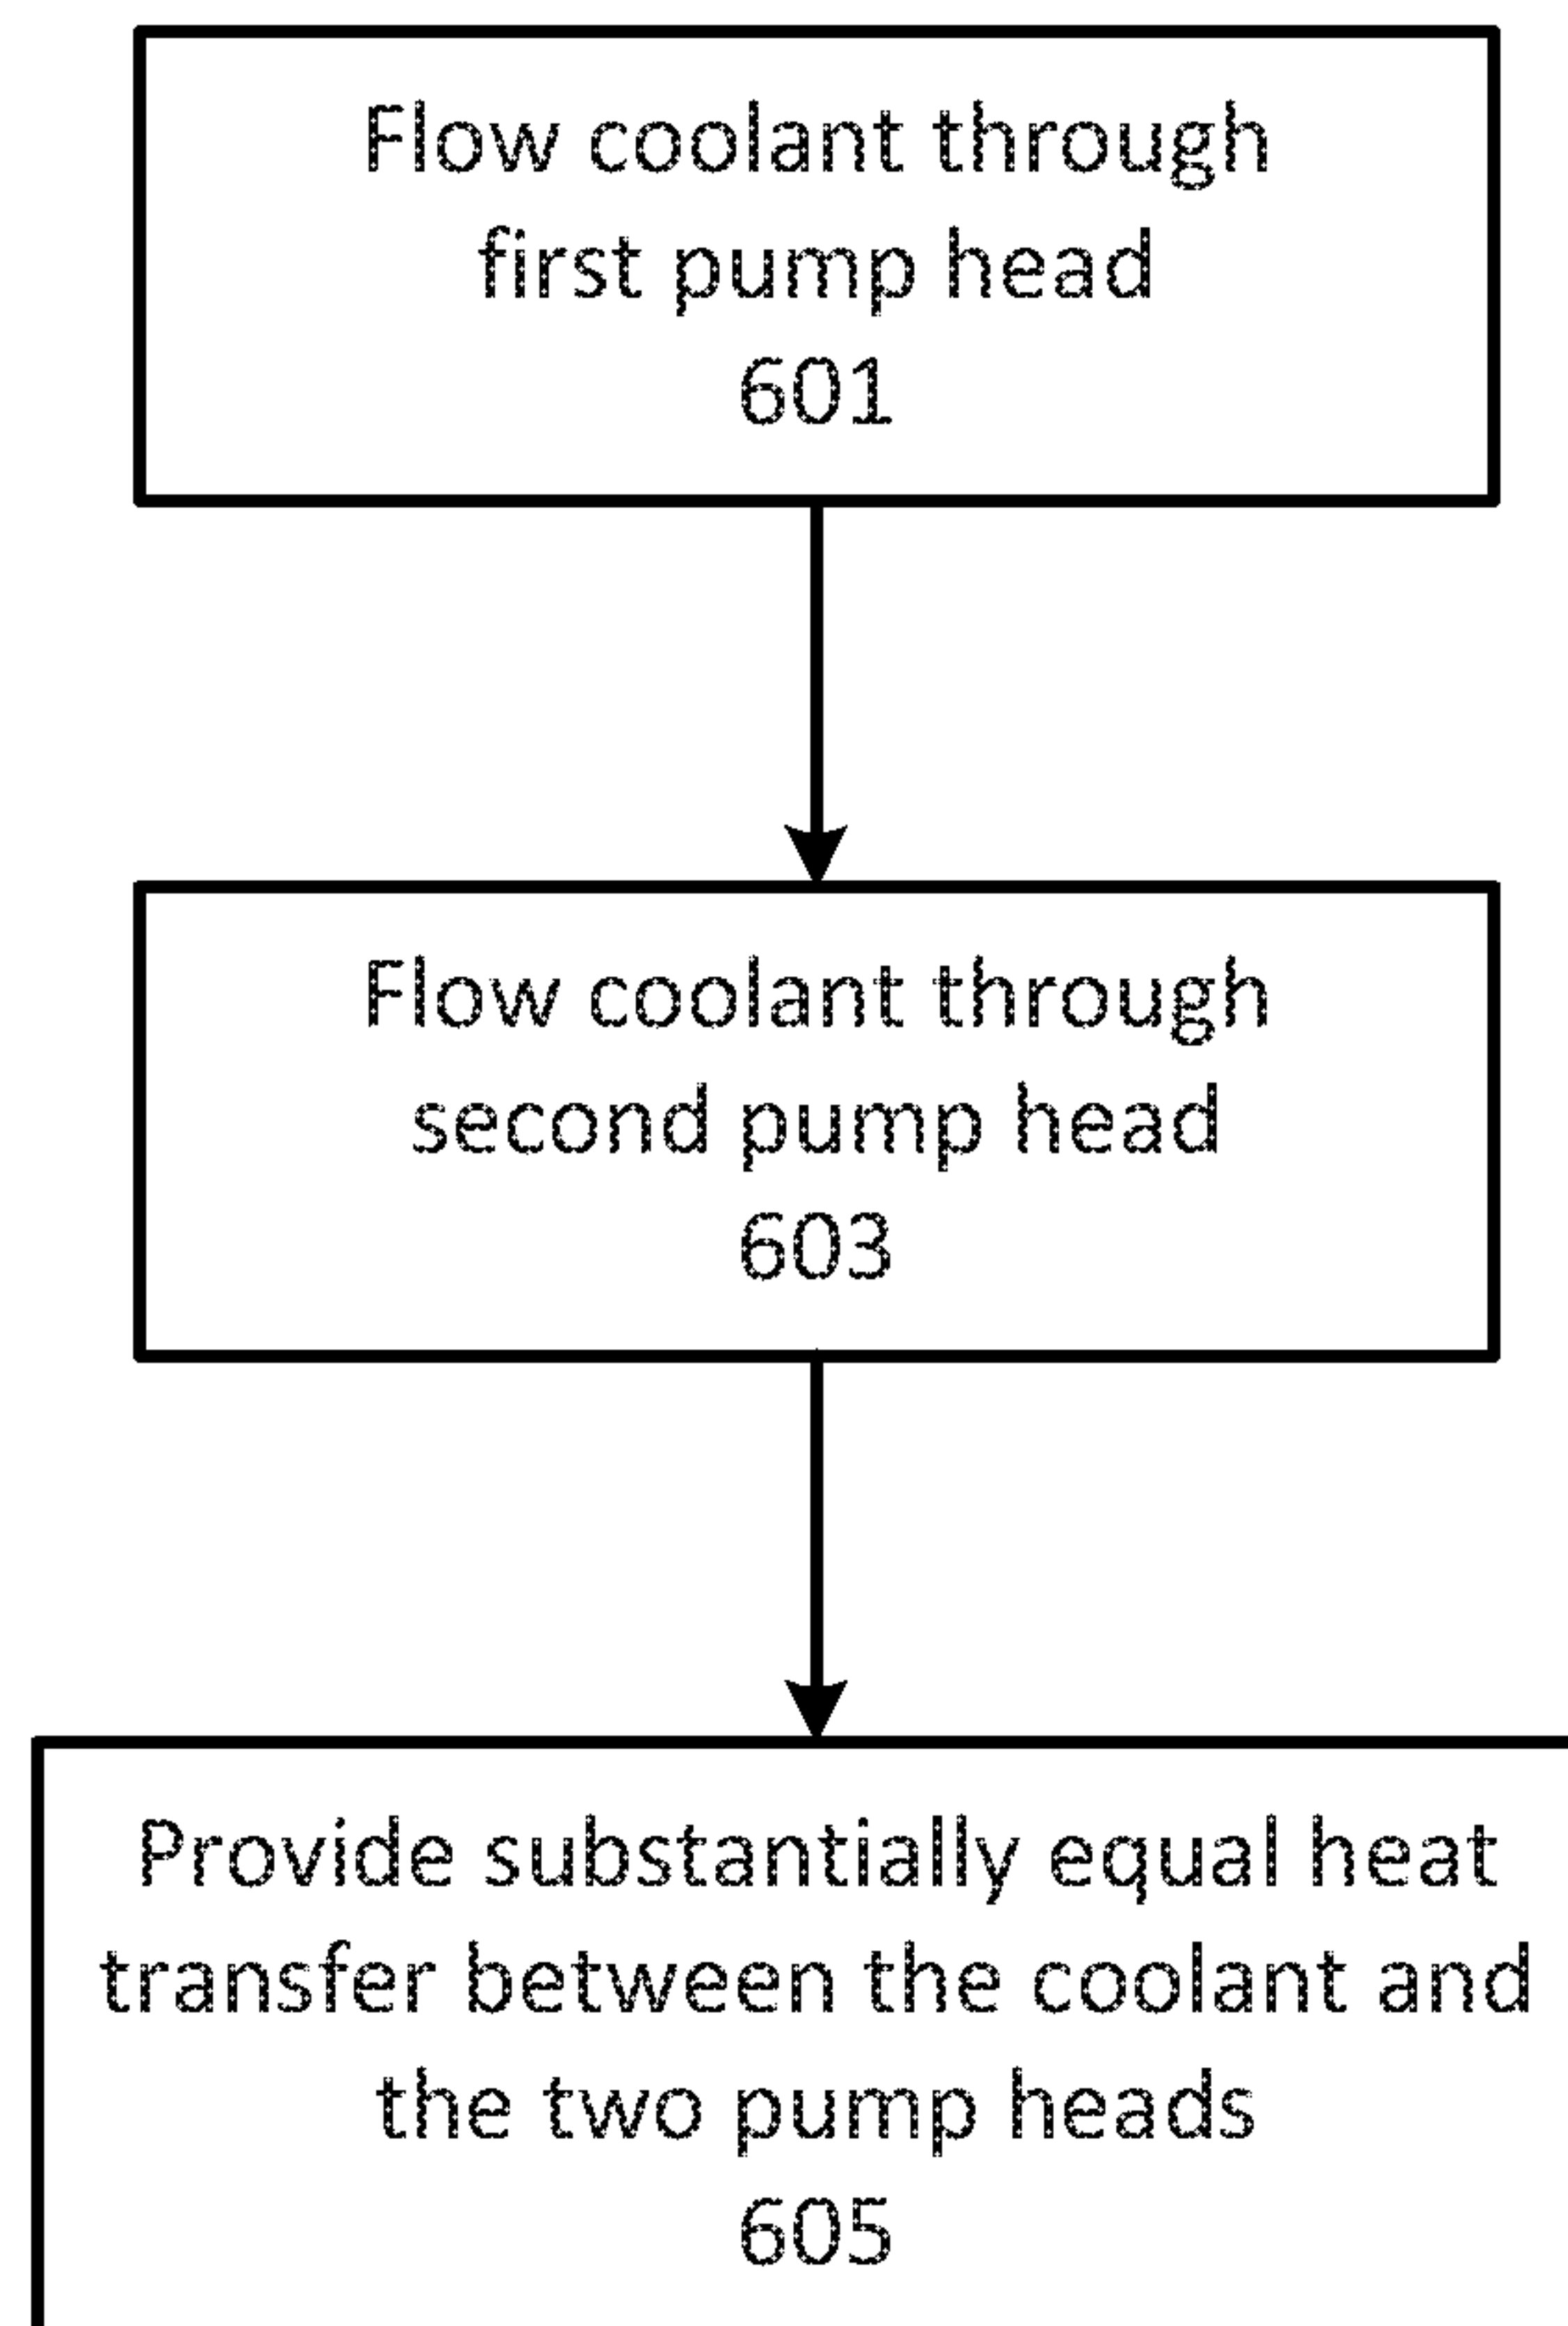 Flow coolant through
first pump head
601
Flow coolant through
second pump head
603
Provide substantially equal heat
transfer between the coolant and
the two pump heads
605